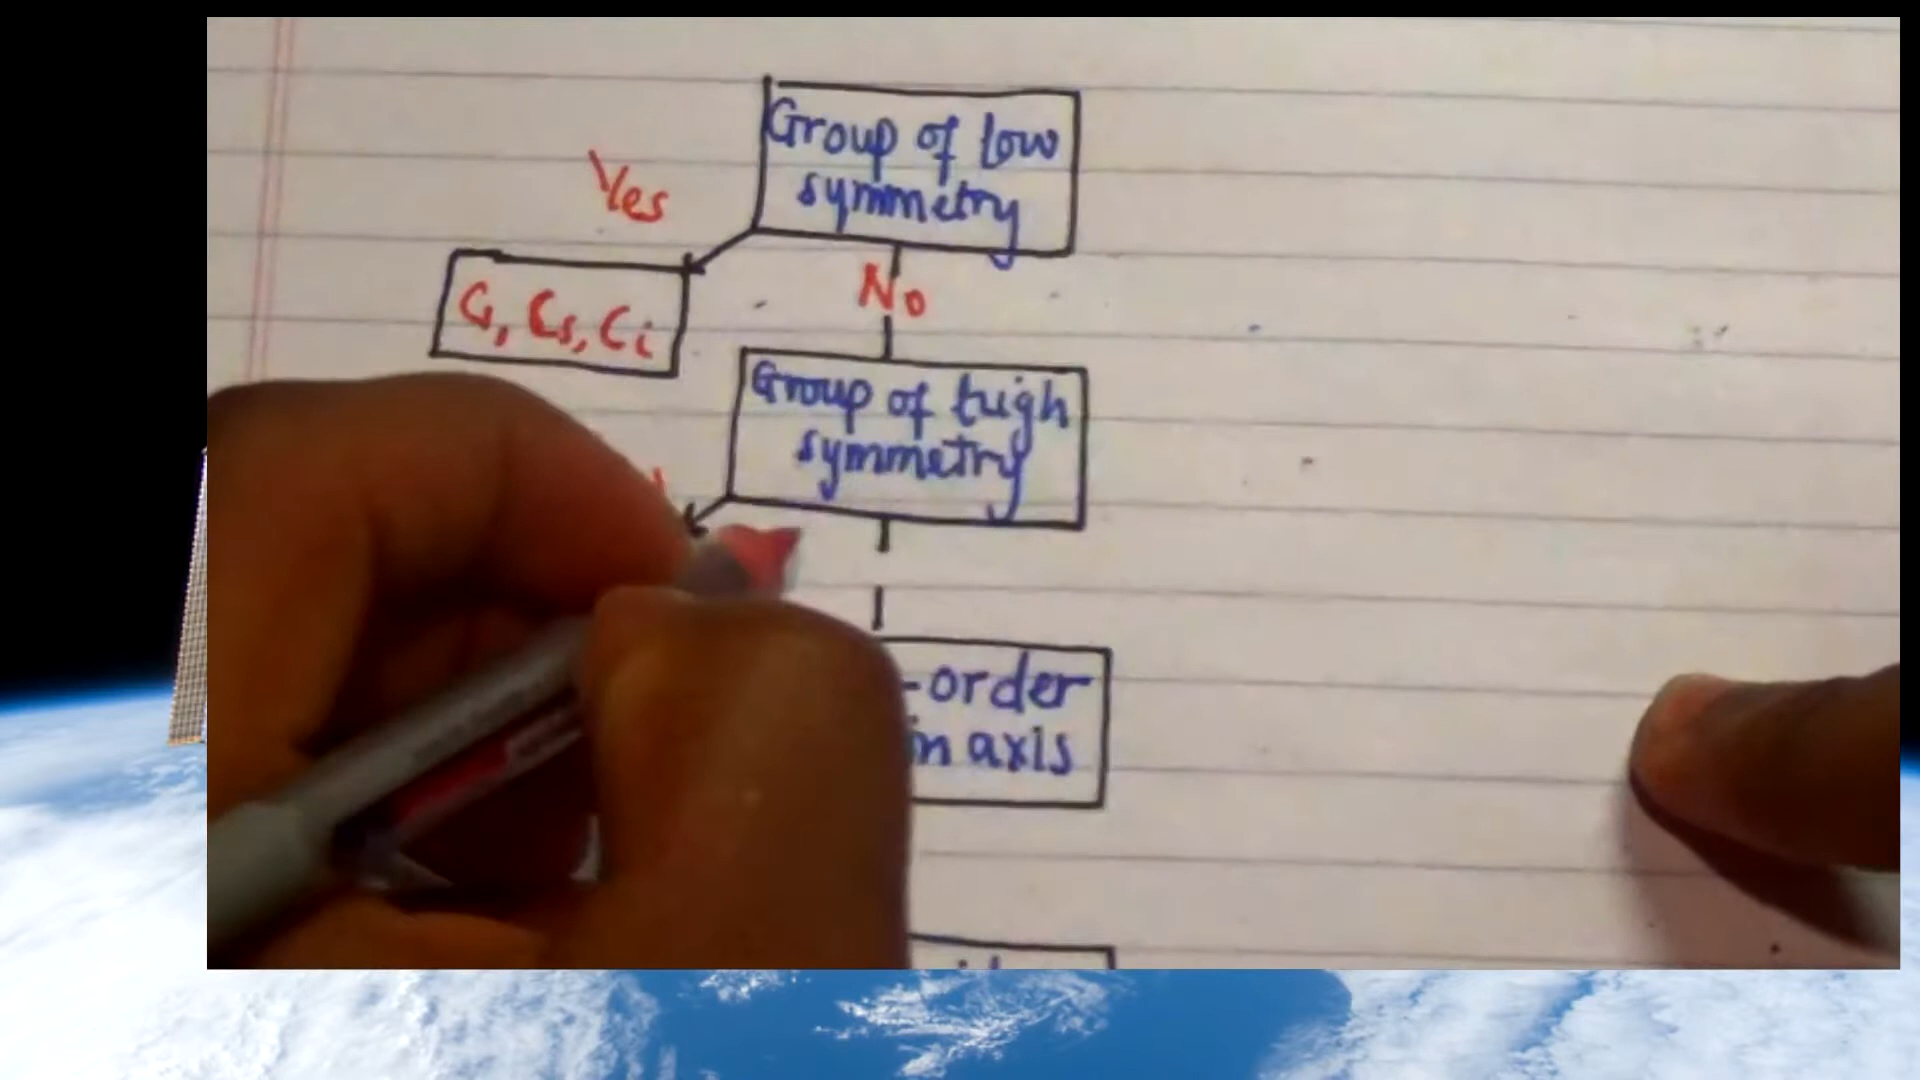 Group of low
symmetry
Yes
No
C1, Cs, Ci
Group of high
symmetry
-order
axis